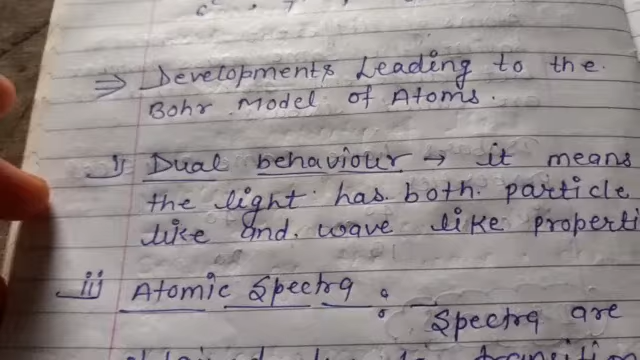 ⇒ Developments Leading to the
Bohr Model of Atoms.
i) Dual behaviour → it means
the light has both particle
like and wave like properti
ii) Atomic Spectra :
Spectra are